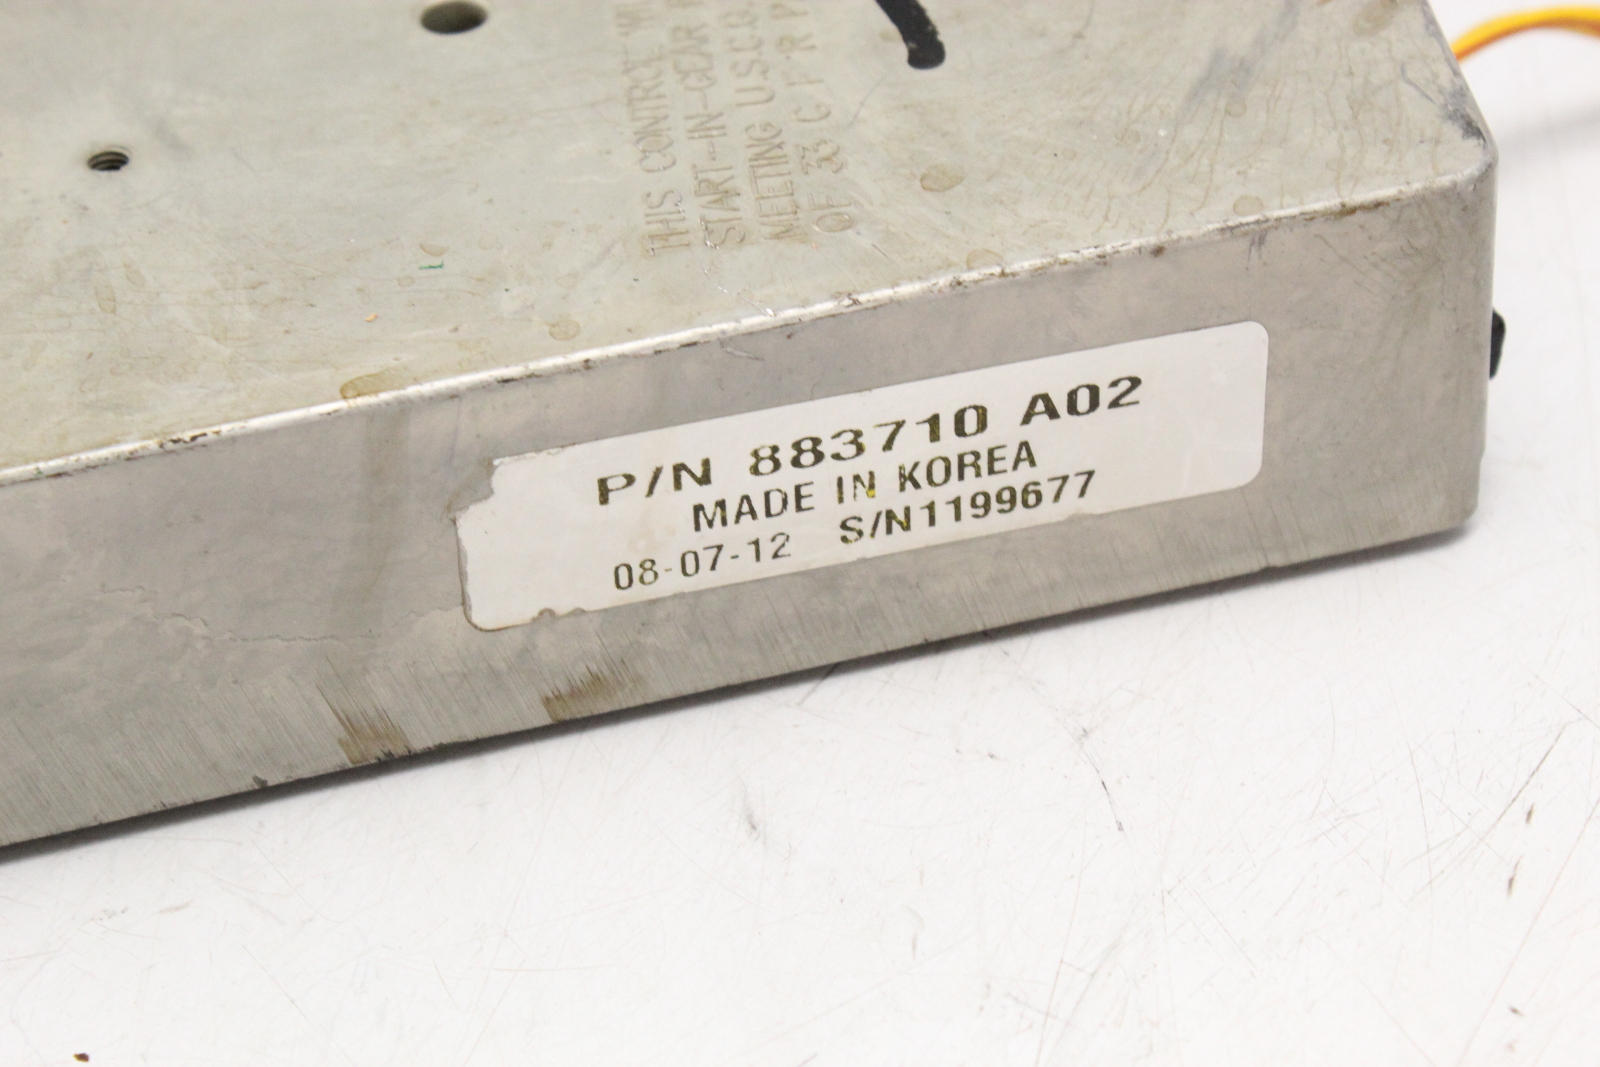 THIS CONTROL
START-IN-GEAR
MEETING U.S.C.G.
OF 33 C F R
P/N 883710 A02
MADE IN KOREA
08-07-12 S/N1199677